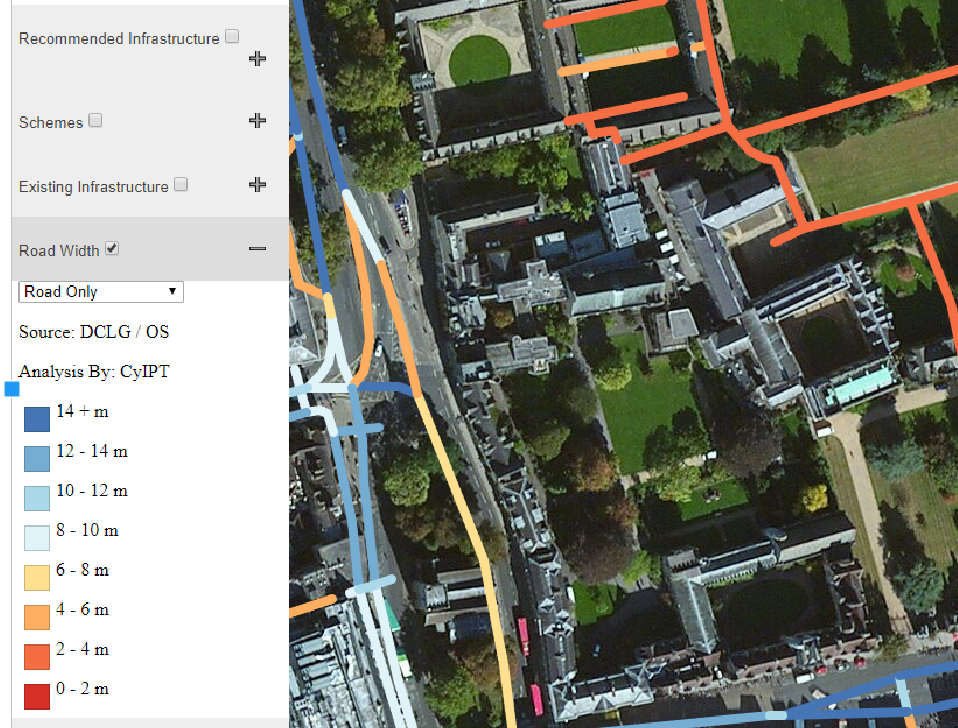 Recommended Infrastructure
Schemes
Existing Infrastructure
Road Width
Road Only
Source: DCLG / OS
Analysis By: CyIPT
14 + m
12 - 14 m
10 - 12 m
8 - 10 m
6 - 8 m
4 - 6 m
2 - 4 m
0 - 2 m